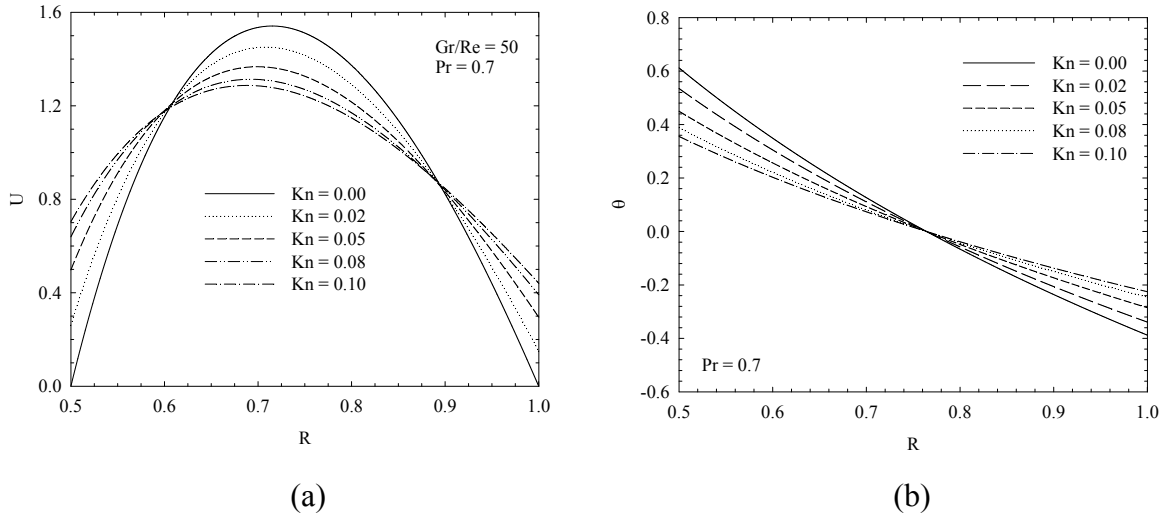 1.6
1.2
0.8
0.4
0.0
U
Gr/Re = 50
Pr = 0.7
Kn = 0.00
Kn = 0.02
Kn = 0.05
Kn = 0.08
Kn = 0.10
0.5 0.6 0.7 0.8 0.9 1.0
R
(a)
0.8
0.6
0.4
0.2
0.0
-0.2
-0.4
-0.6
θ
Kn = 0.00
Kn = 0.02
Kn = 0.05
Kn = 0.08
Kn = 0.10
Pr = 0.7
0.5 0.6 0.7 0.8 0.9 1.0
R
(b)